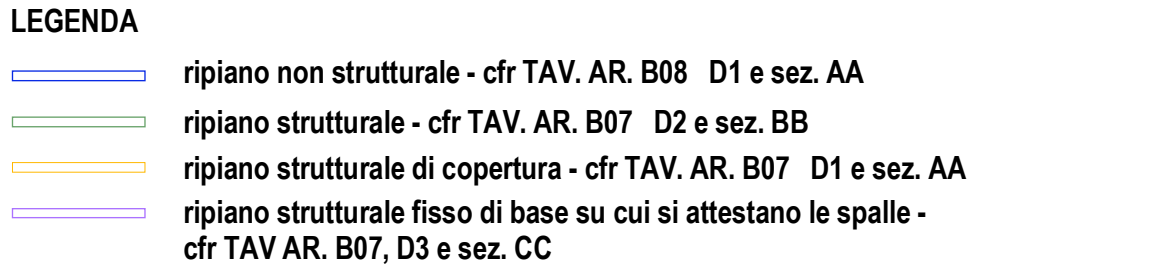 LEGENDA
ripiano non strutturale - cfr TAV. AR. B08 D1 e sez. AA
ripiano strutturale - cfr TAV. AR. B07 D2 e sez. BB
ripiano strutturale di copertura - cfr TAV. AR. B07 D1 e sez. AA
ripiano strutturale fisso di base su cui si attestano le spalle -
cfr TAV AR. B07, D3 e sez. CC